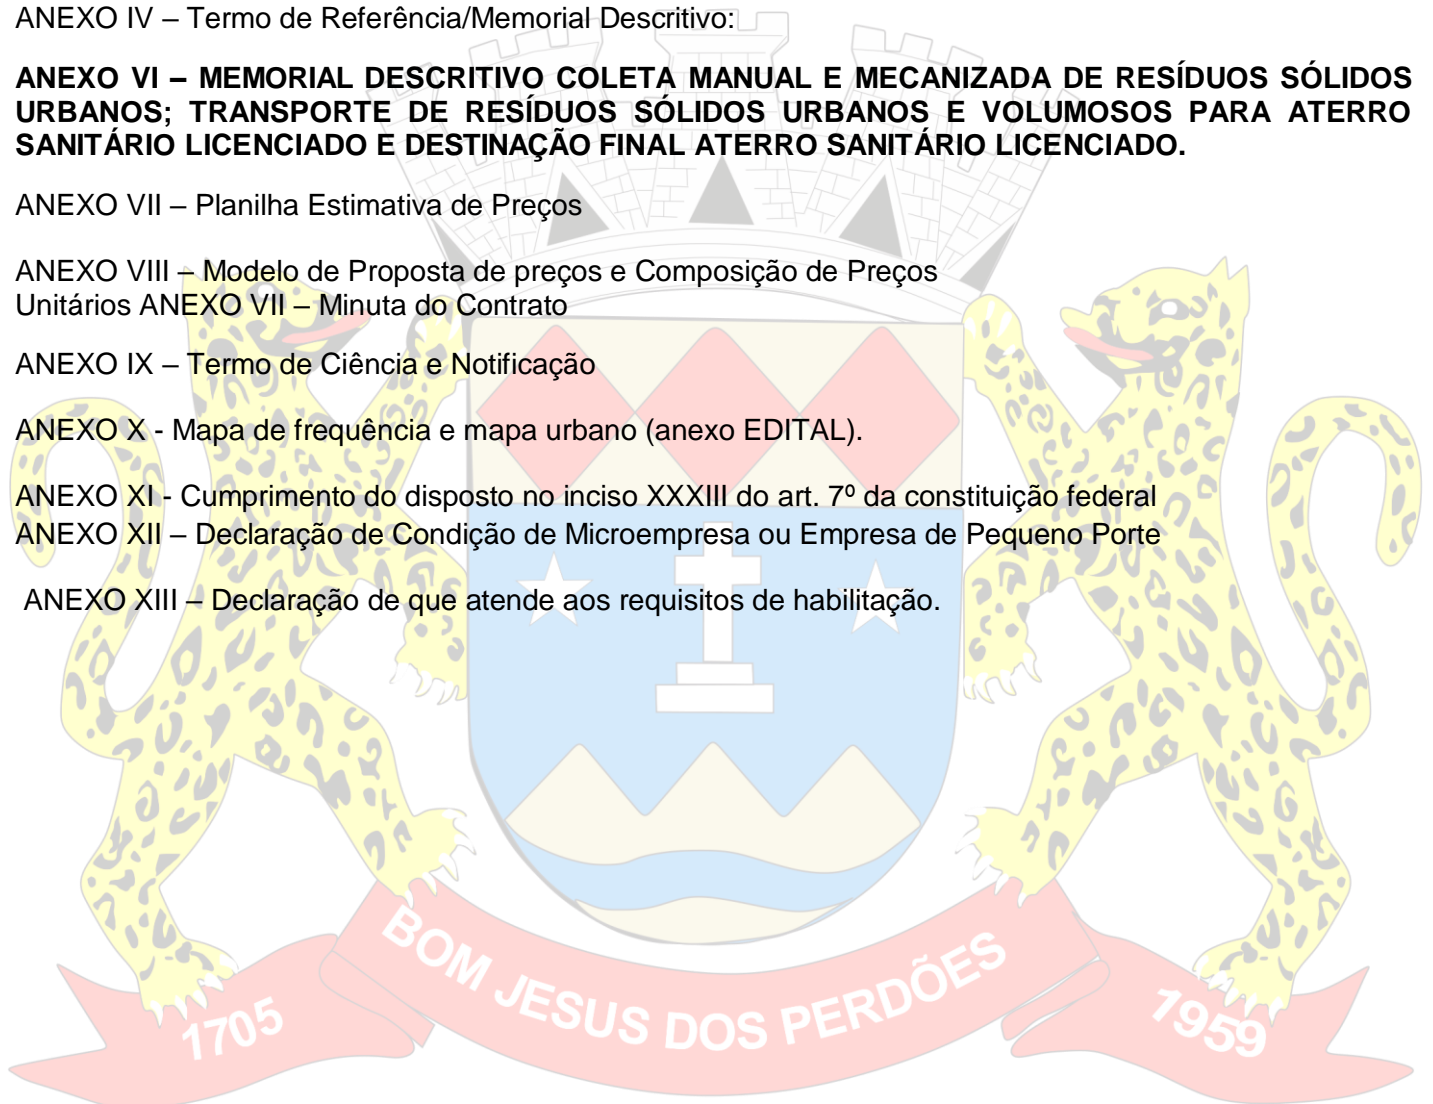 ANEXO IV – Termo de Referência/Memorial Descritivo:
ANEXO VI – MEMORIAL DESCRITIVO COLETA MANUAL E MECANIZADA DE RESÍDUOS SÓLIDOS
URBANOS; TRANSPORTE DE RESÍDUOS SÓLIDOS URBANOS E VOLUMOSOS PARA ATERRO
SANITÁRIO LICENCIADO E DESTINAÇÃO FINAL ATERRO SANITÁRIO LICENCIADO.
ANEXO VII – Planilha Estimativa de Preços
ANEXO VIII – Modelo de Proposta de preços e Composição de Preços
Unitários ANEXO VII – Minuta do Contrato
ANEXO IX – Termo de Ciência e Notificação
ANEXO X - Mapa de frequência e mapa urbano (anexo EDITAL).
ANEXO XI - Cumprimento do disposto no inciso XXXIII do art. 7º da constituição federal
ANEXO XII – Declaração de Condição de Microempresa ou Empresa de Pequeno Porte
ANEXO XIII – Declaração de que atende aos requisitos de habilitação.
1705 BOM JESUS DOS PERDÕES 1959